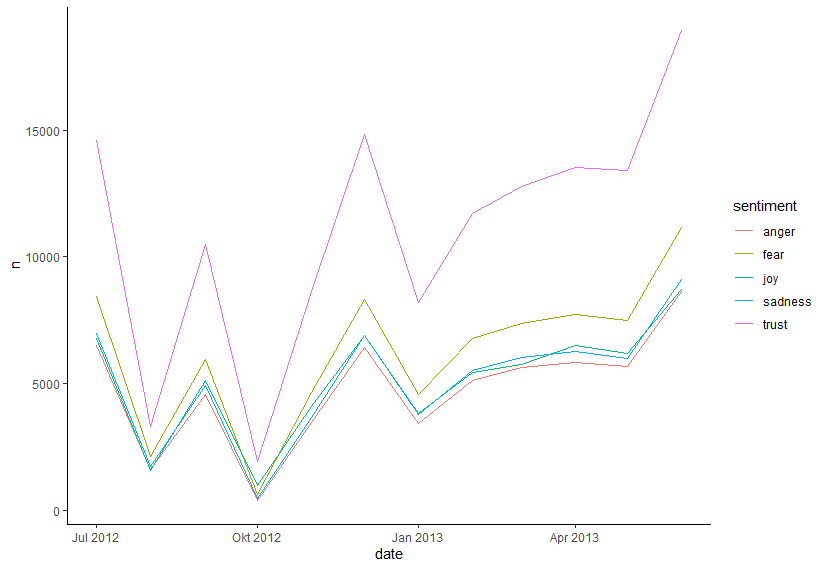 15000
10000
5000
0
n
Jul 2012 Okt 2012 Jan 2013 Apr 2013
date
sentiment
anger
fear
joy
sadness
trust